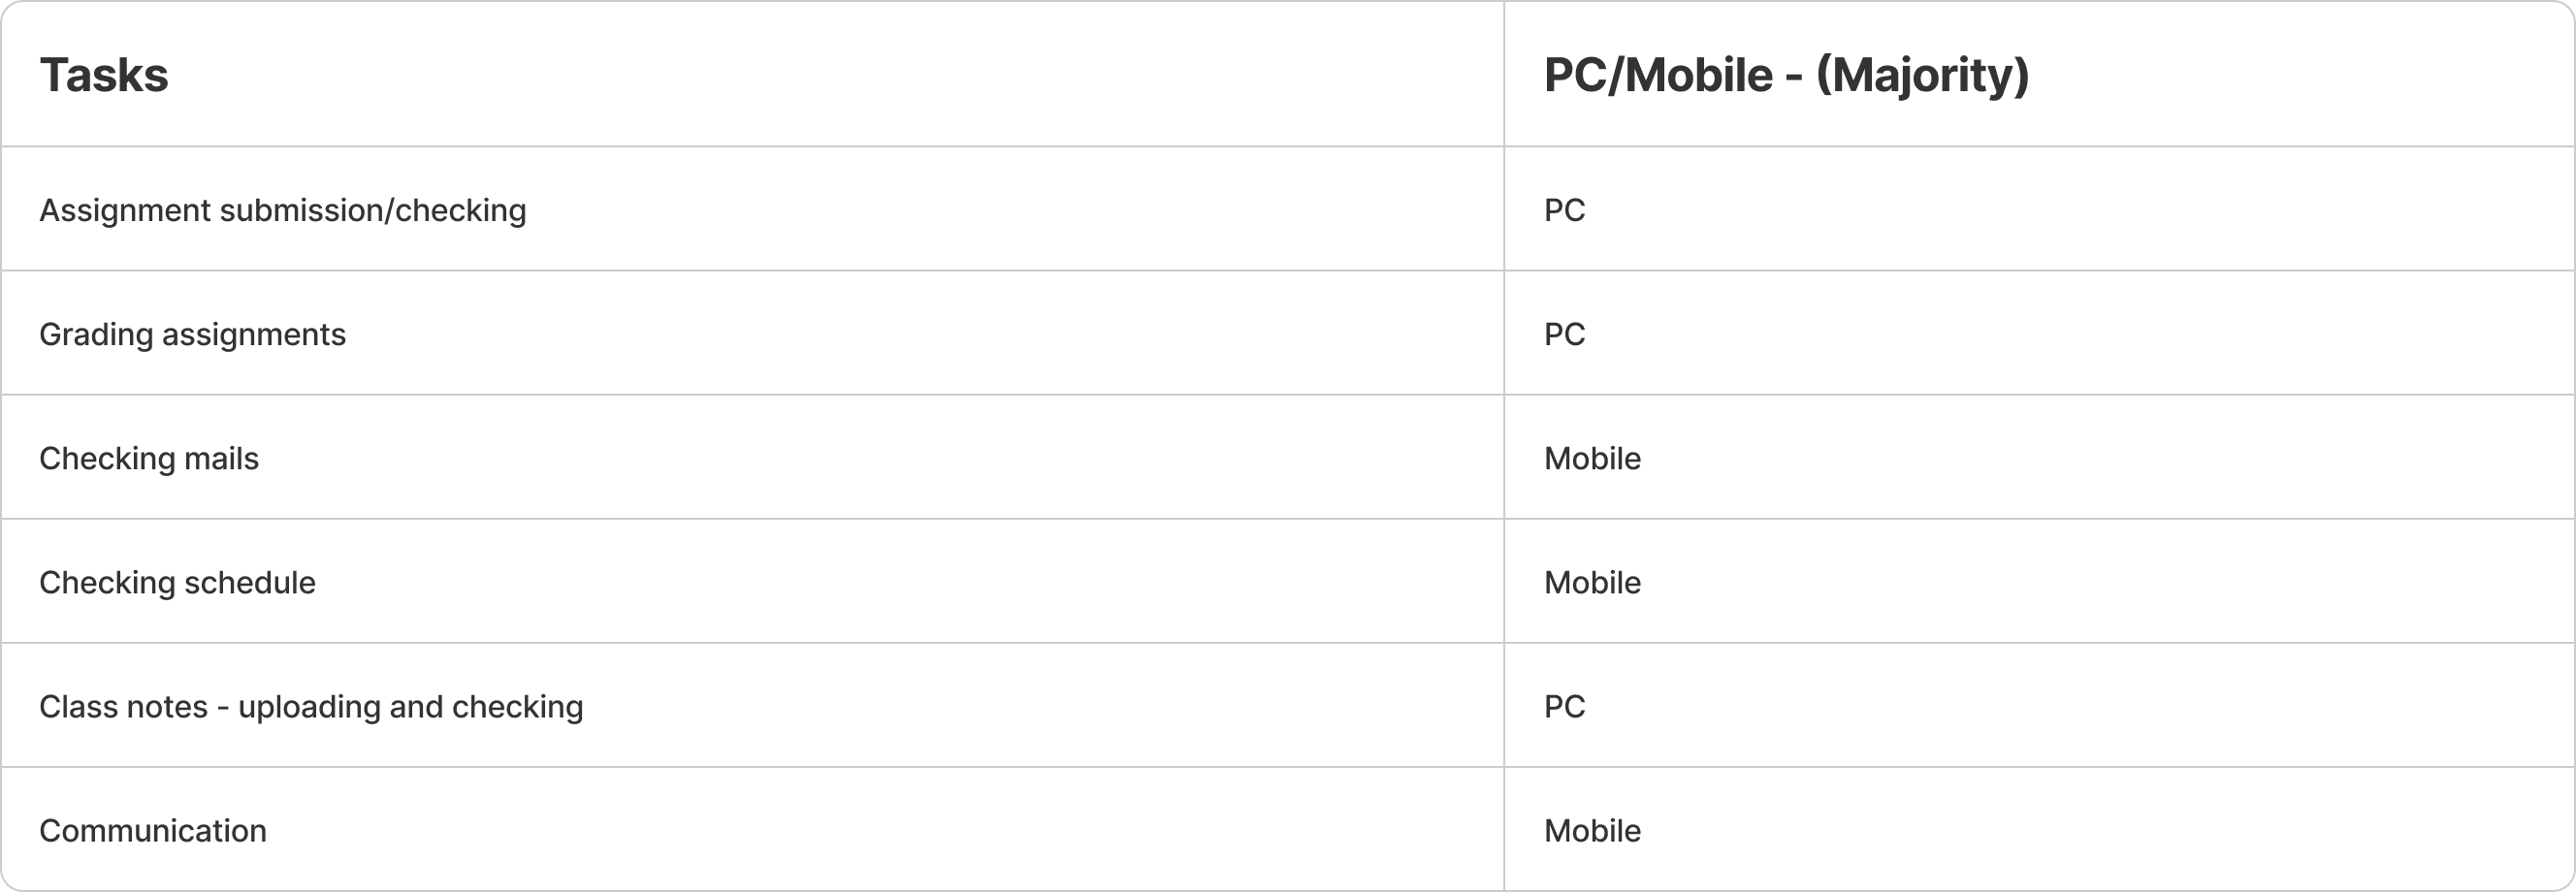 Tasks
PC/Mobile - (Majority)
Assignment submission/checking
PC
Grading assignments
PC
Checking mails
Mobile
Checking schedule
Mobile
Class notes - uploading and checking
PC
Communication
Mobile